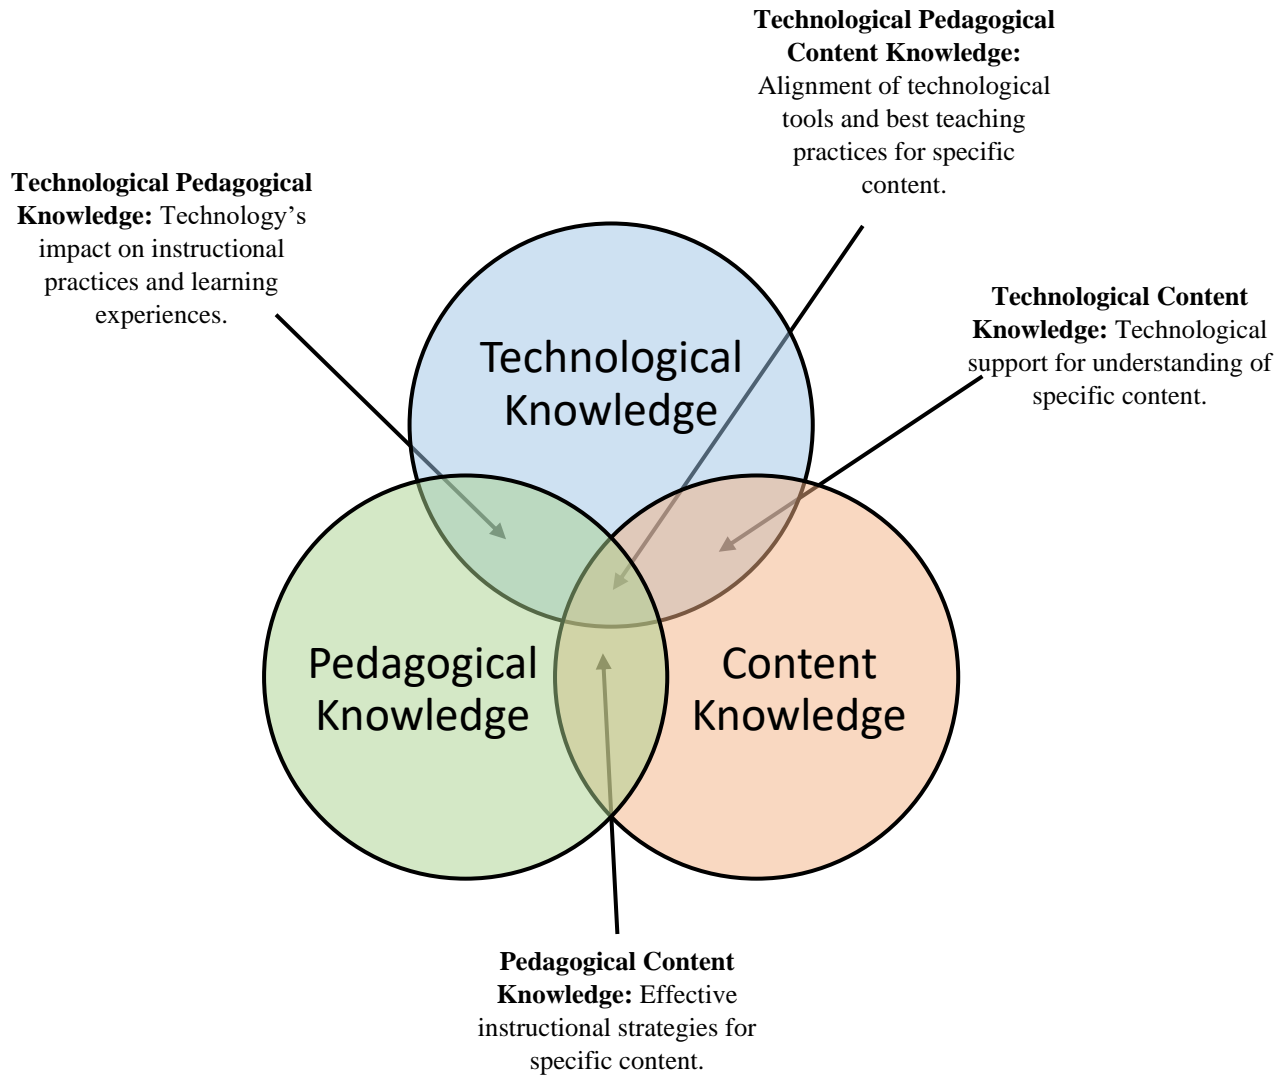 Technological Pedagogical
Content Knowledge:
Alignment of technological
tools and best teaching
practices for specific
content.
Technological Pedagogical
Knowledge: Technology’s
impact on instructional
practices and learning
experiences.
Technological Content
Knowledge: Technological
support for understanding of
specific content.
Technological
Knowledge
Pedagogical
Knowledge
Content
Knowledge
Pedagogical Content
Knowledge: Effective
instructional strategies for
specific content.